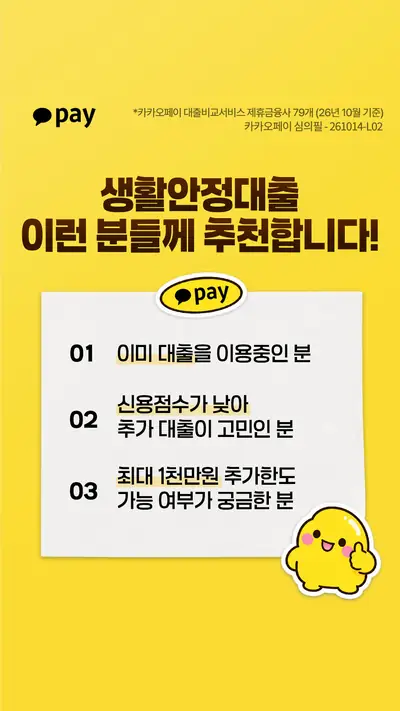 pay
*카카오페이 대출비교서비스 제휴금융사 79개 (26년 10월 기준)
카카오페이 심의필 - 261014-L02
생활안정대출
이런 분들께 추천합니다!
pay
01 이미 대출을 이용중인 분
02 신용점수가 낮아
추가 대출이 고민인 분
03 최대 1천만원 추가한도
가능 여부가 궁금한 분